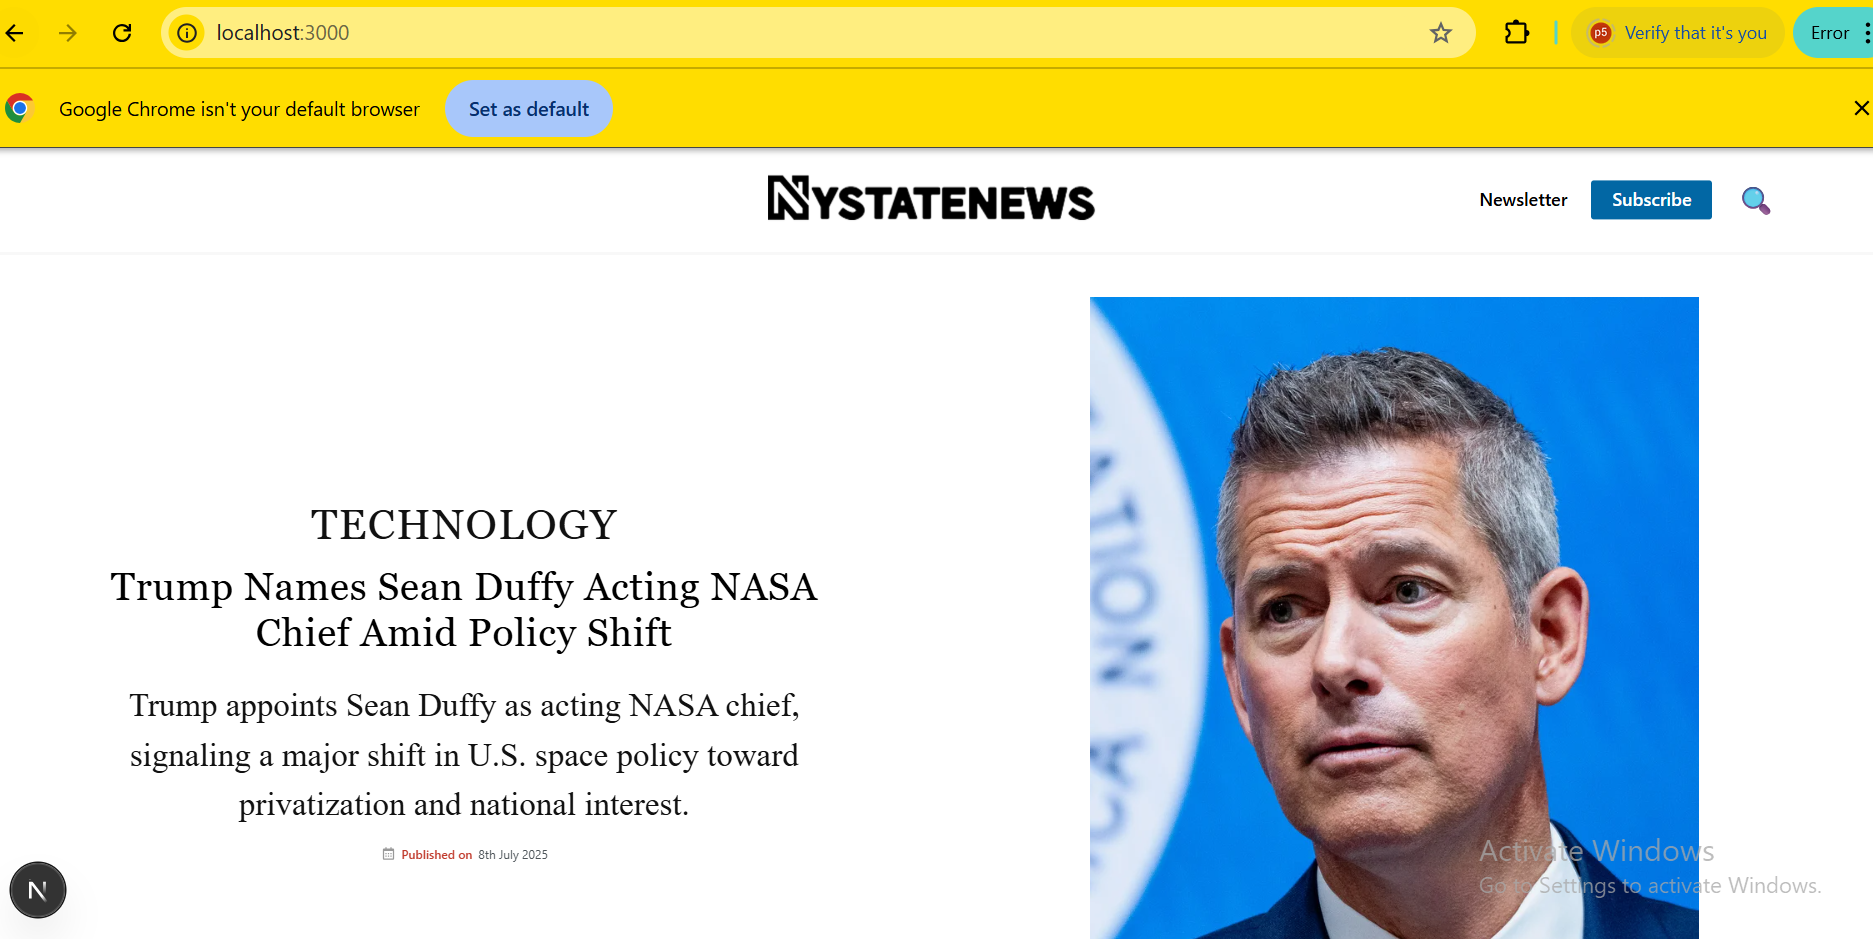 localhost:3000
p5 Verify that it's you
Error
Google Chrome isn't your default browser
Set as default
NYSTATENEWS
Newsletter
Subscribe
TECHNOLOGY
Trump Names Sean Duffy Acting NASA
Chief Amid Policy Shift
Trump appoints Sean Duffy as acting NASA chief,
signaling a major shift in U.S. space policy toward
privatization and national interest.
Published on 8th July 2025
N
Activate Windows
Go to Settings to activate Windows.